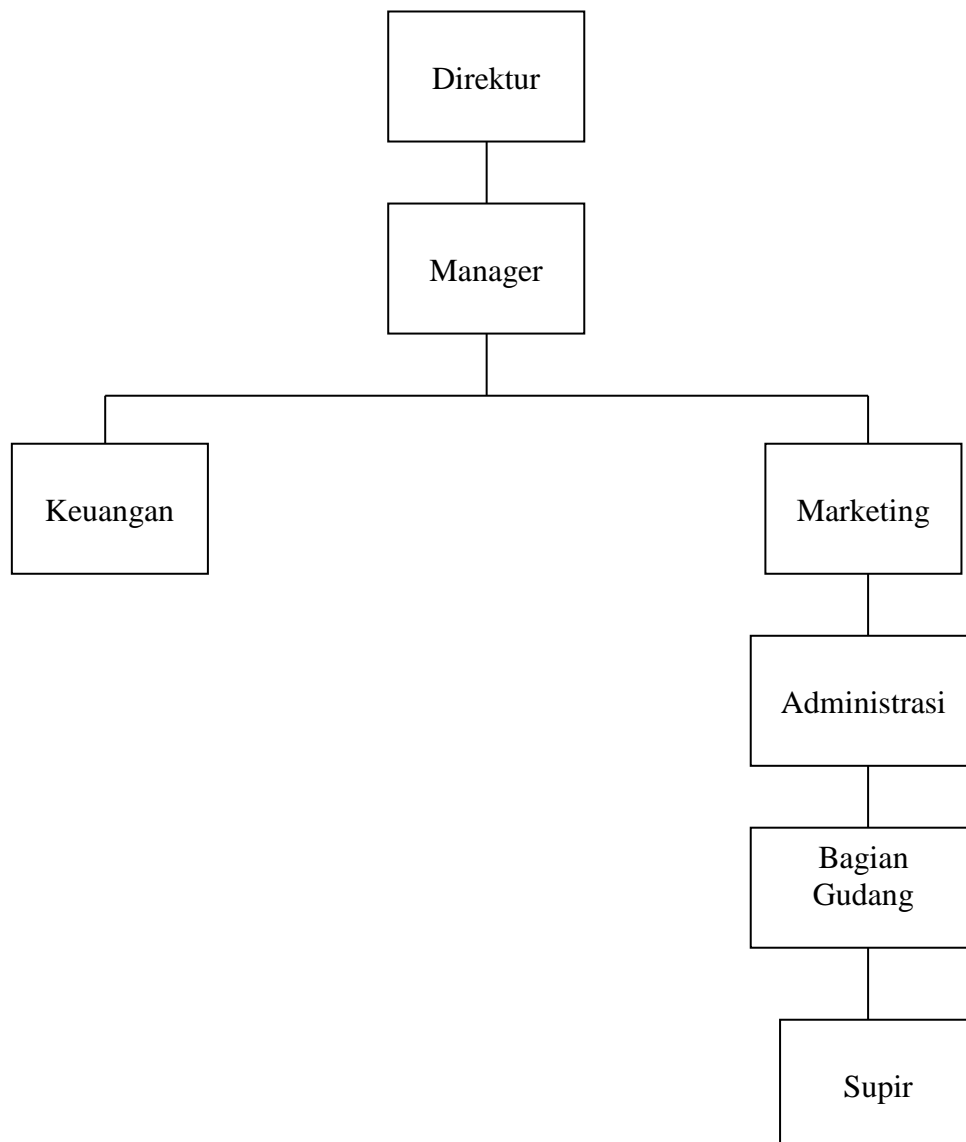 Direktur
Manager
Keuangan
Marketing
Administrasi
Bagian
Gudang
Supir